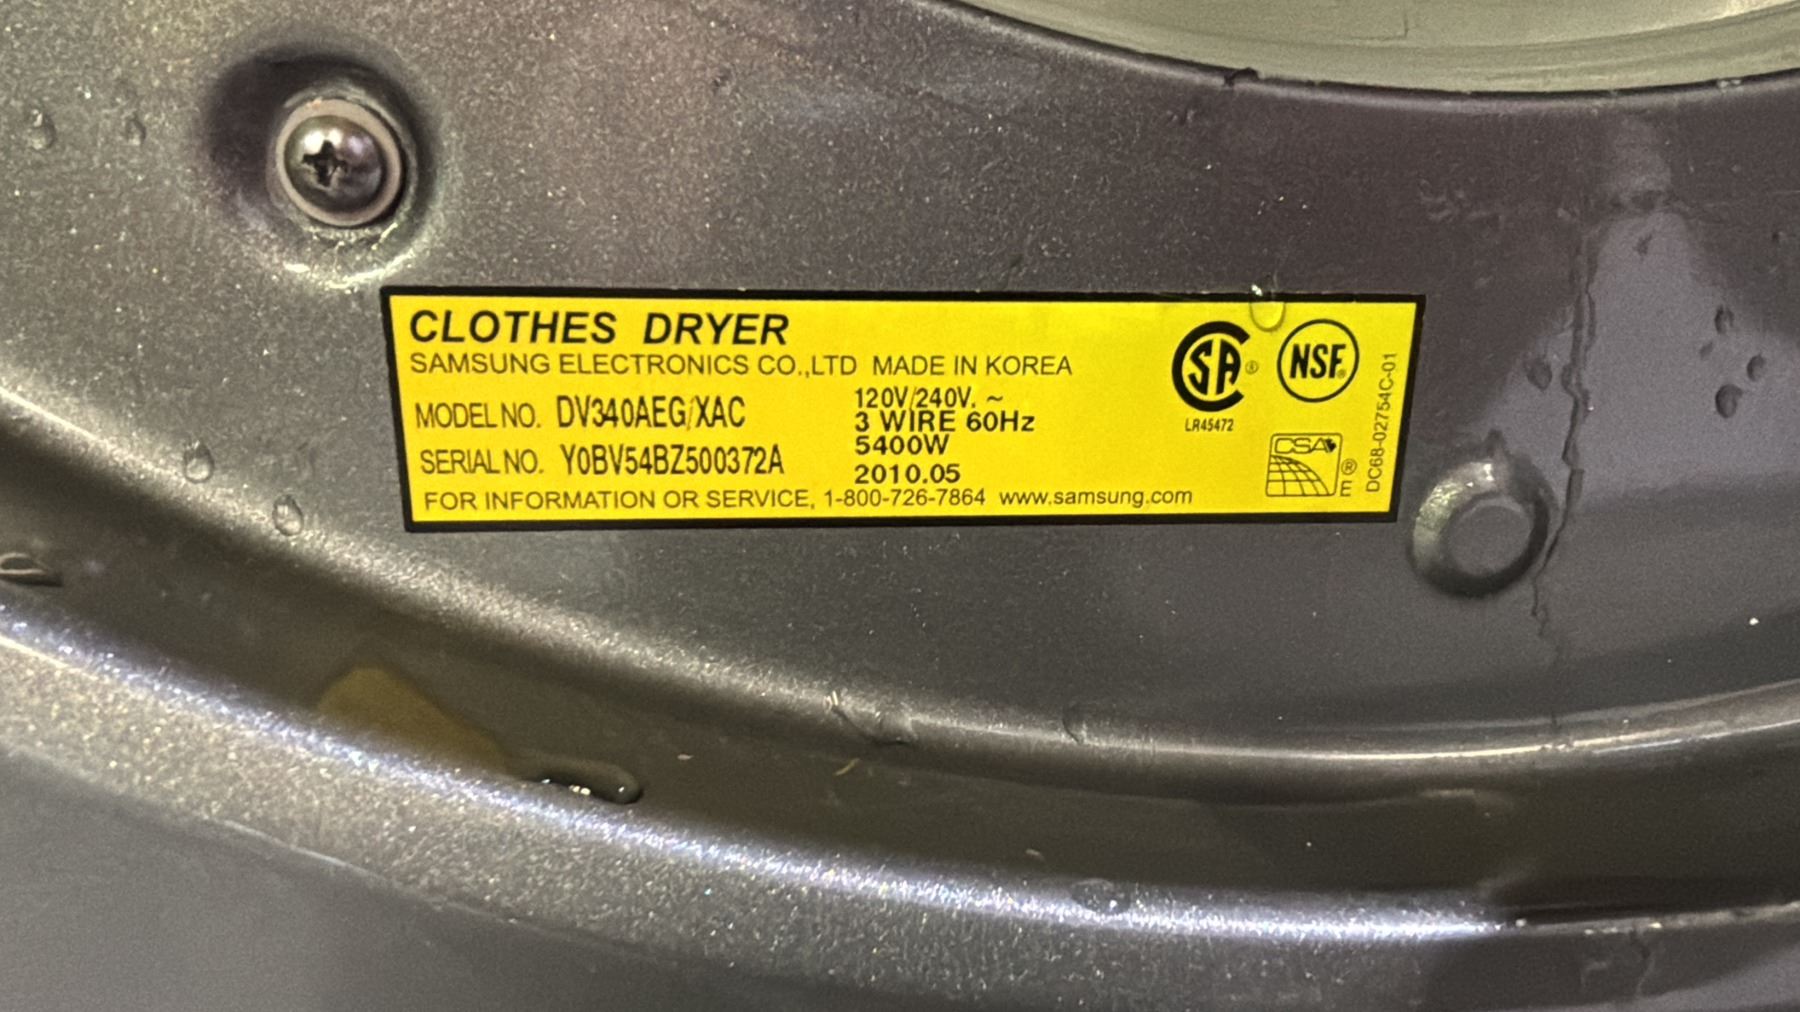 CLOTHES DRYER
SAMSUNG ELECTRONICS CO.,LTD MADE IN KOREA
MODEL NO. DV340AEG/XAC
SERIAL NO. Y0BV54BZ500372A
120V/240V. ~
3 WIRE 60Hz
5400W
2010.05
FOR INFORMATION OR SERVICE, 1-800-726-7864 www.samsung.com
SA ®
LR45472
NSF®
CSA
® E
DC68-02754C-01